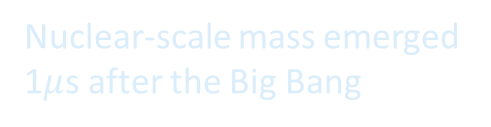 Nuclear-scale mass emerged
1𝜇s after the Big Bang